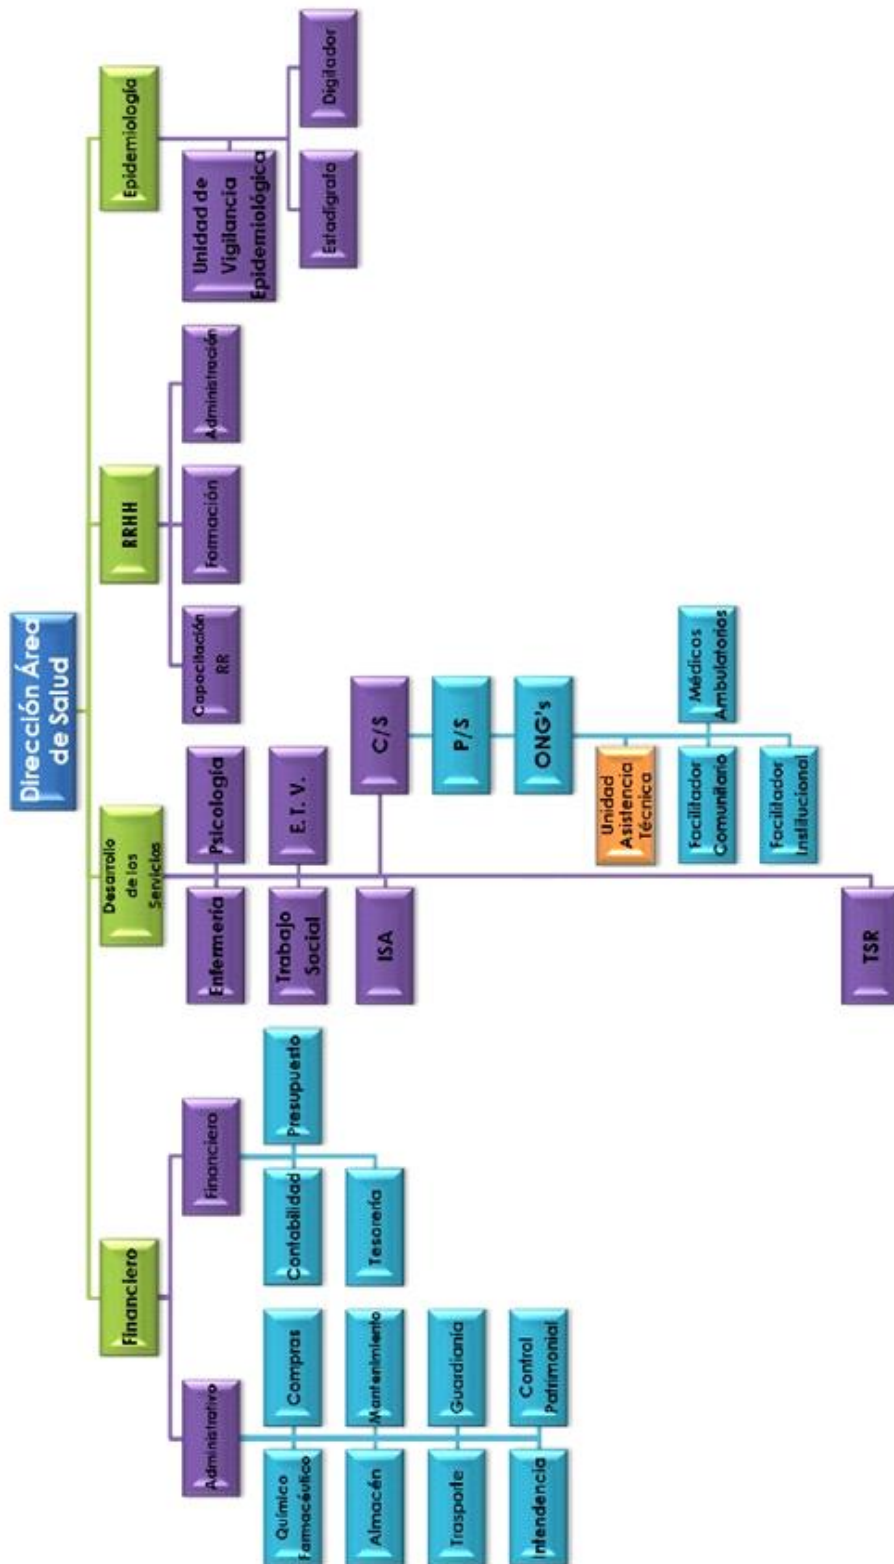 Dirección Área
de Salud
Financiero
Desarrollo
de los
Servicios
RRHH
Epidemiología
Administrativo
Financiero
Enfermería
Psicología
Capacitación
RR
Formación
Administración
Unidad de
Vigilancia
Epidemiológica
Químico
Farmacéutico
Compras
Contabilidad
Presupuesto
Trabajo
Social
E. T. V.
Estadígrafo
Digitador
Almacén
Mantenimiento
Tesorería
ISA
C/S
Trasporte
Guardianía
P/S
Intendencia
Control
Patrimonial
ONG's
Unidad
Asistencia
Técnica
Facilitador
Comunitario
Médicos
Ambulatorios
Facilitador
Institucional
TSR